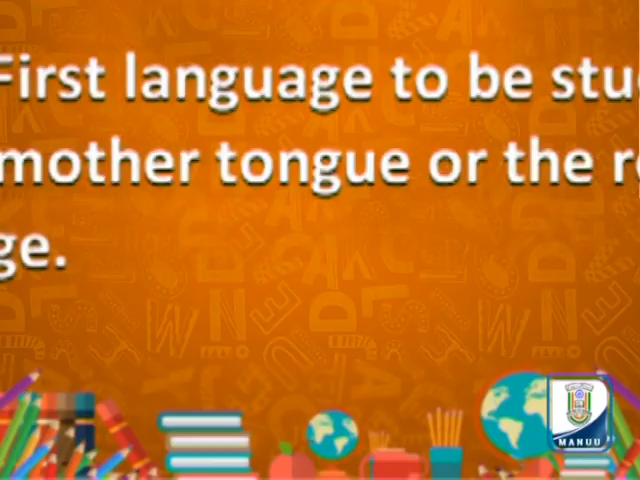 First language to be
mother tongue or the
MANUU